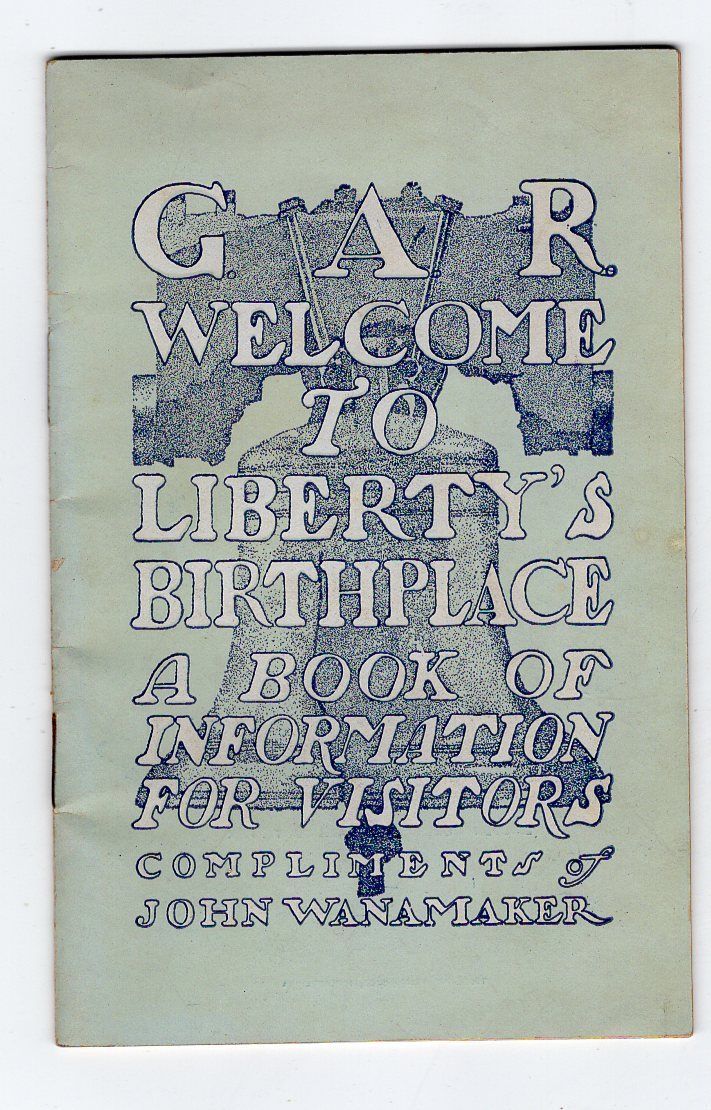 G. A. R.
WELCOME
TO
LIBERTY'S
BIRTHPLACE
A BOOK OF
INFORMATION
FOR VISITORS
COMPLIMENTS of
JOHN WANAMAKER